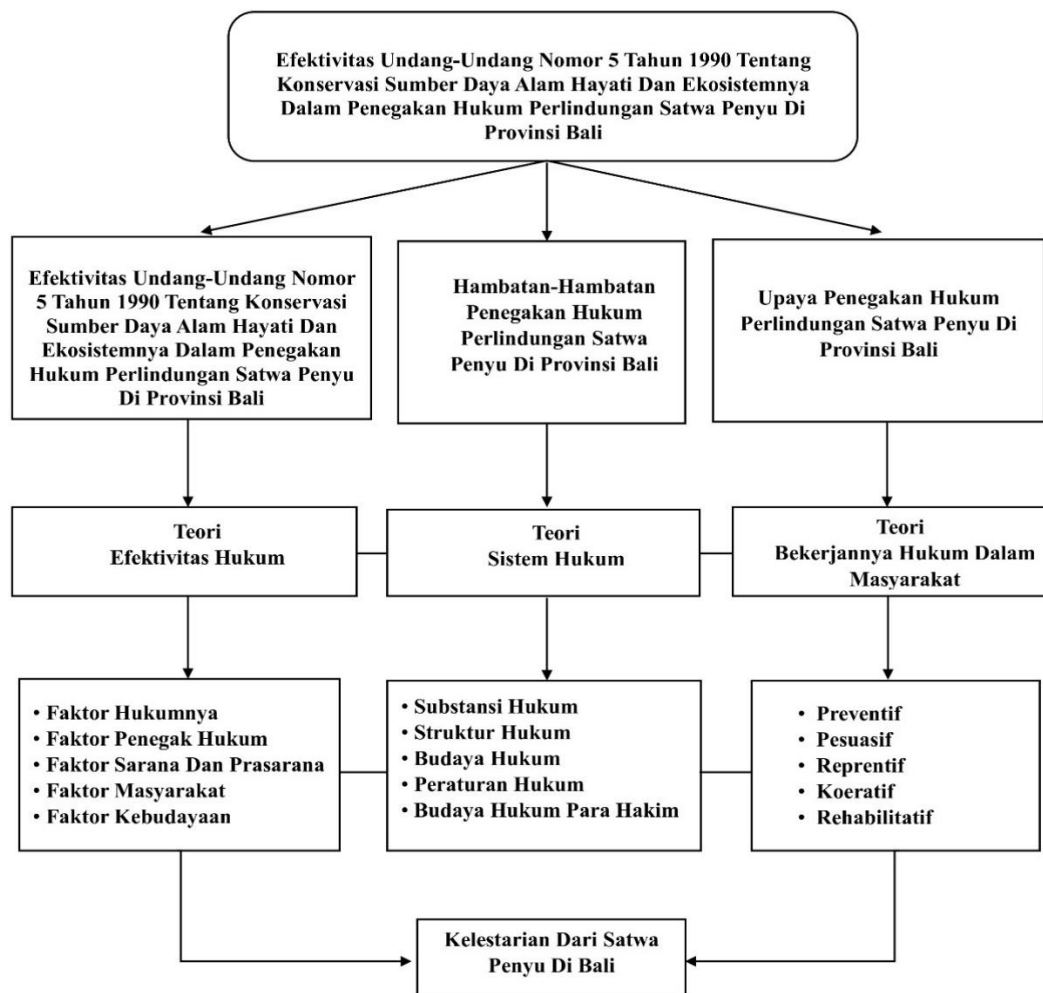 Efektivitas Undang-Undang Nomor 5 Tahun 1990 Tentang
Konservasi Sumber Daya Alam Hayati Dan Ekosistemnya
Dalam Penegakan Hukum Perlindungan Satwa Penyu Di
Provinsi Bali
Efektivitas Undang-Undang Nomor
5 Tahun 1990 Tentang Konservasi
Sumber Daya Alam Hayati Dan
Ekosistemnya Dalam Penegakan
Hukum Perlindungan Satwa Penyu
Di Provinsi Bali
Hambatan-Hambatan
Penegakan Hukum
Perlindungan Satwa
Penyu Di Provinsi Bali
Upaya Penegakan Hukum
Perlindungan Satwa Penyu Di
Provinsi Bali
Teori
Efektivitas Hukum
Teori
Sistem Hukum
Teori
Bekerjannya Hukum Dalam
Masyarakat
• Faktor Hukumnya
• Faktor Penegak Hukum
• Faktor Sarana Dan Prasarana
• Faktor Masyarakat
• Faktor Kebudayaan
• Substansi Hukum
• Struktur Hukum
• Budaya Hukum
• Peraturan Hukum
• Budaya Hukum Para Hakim
• Preventif
• Pesuasif
• Reprentif
• Koeratif
• Rehabilitatif
Kelestarian Dari Satwa
Penyu Di Bali